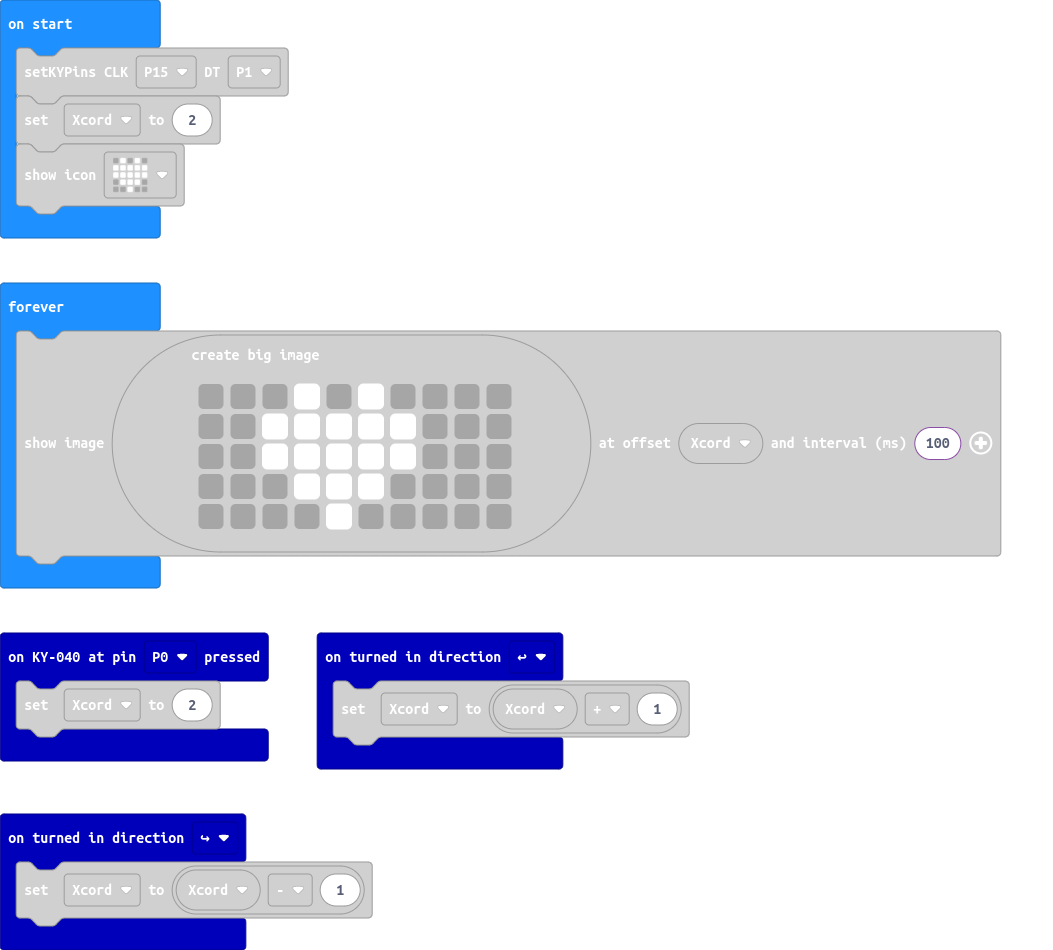 on start
setKYPins CLK P15 DT P1
set Xcord to 2
show icon
forever
create big image
show image at offset Xcord and interval (ms) 100
on KY-040 at pin P0 pressed
set Xcord to 2
on turned in direction ↩
set Xcord to Xcord + 1
on turned in direction ↪
set Xcord to Xcord - 1